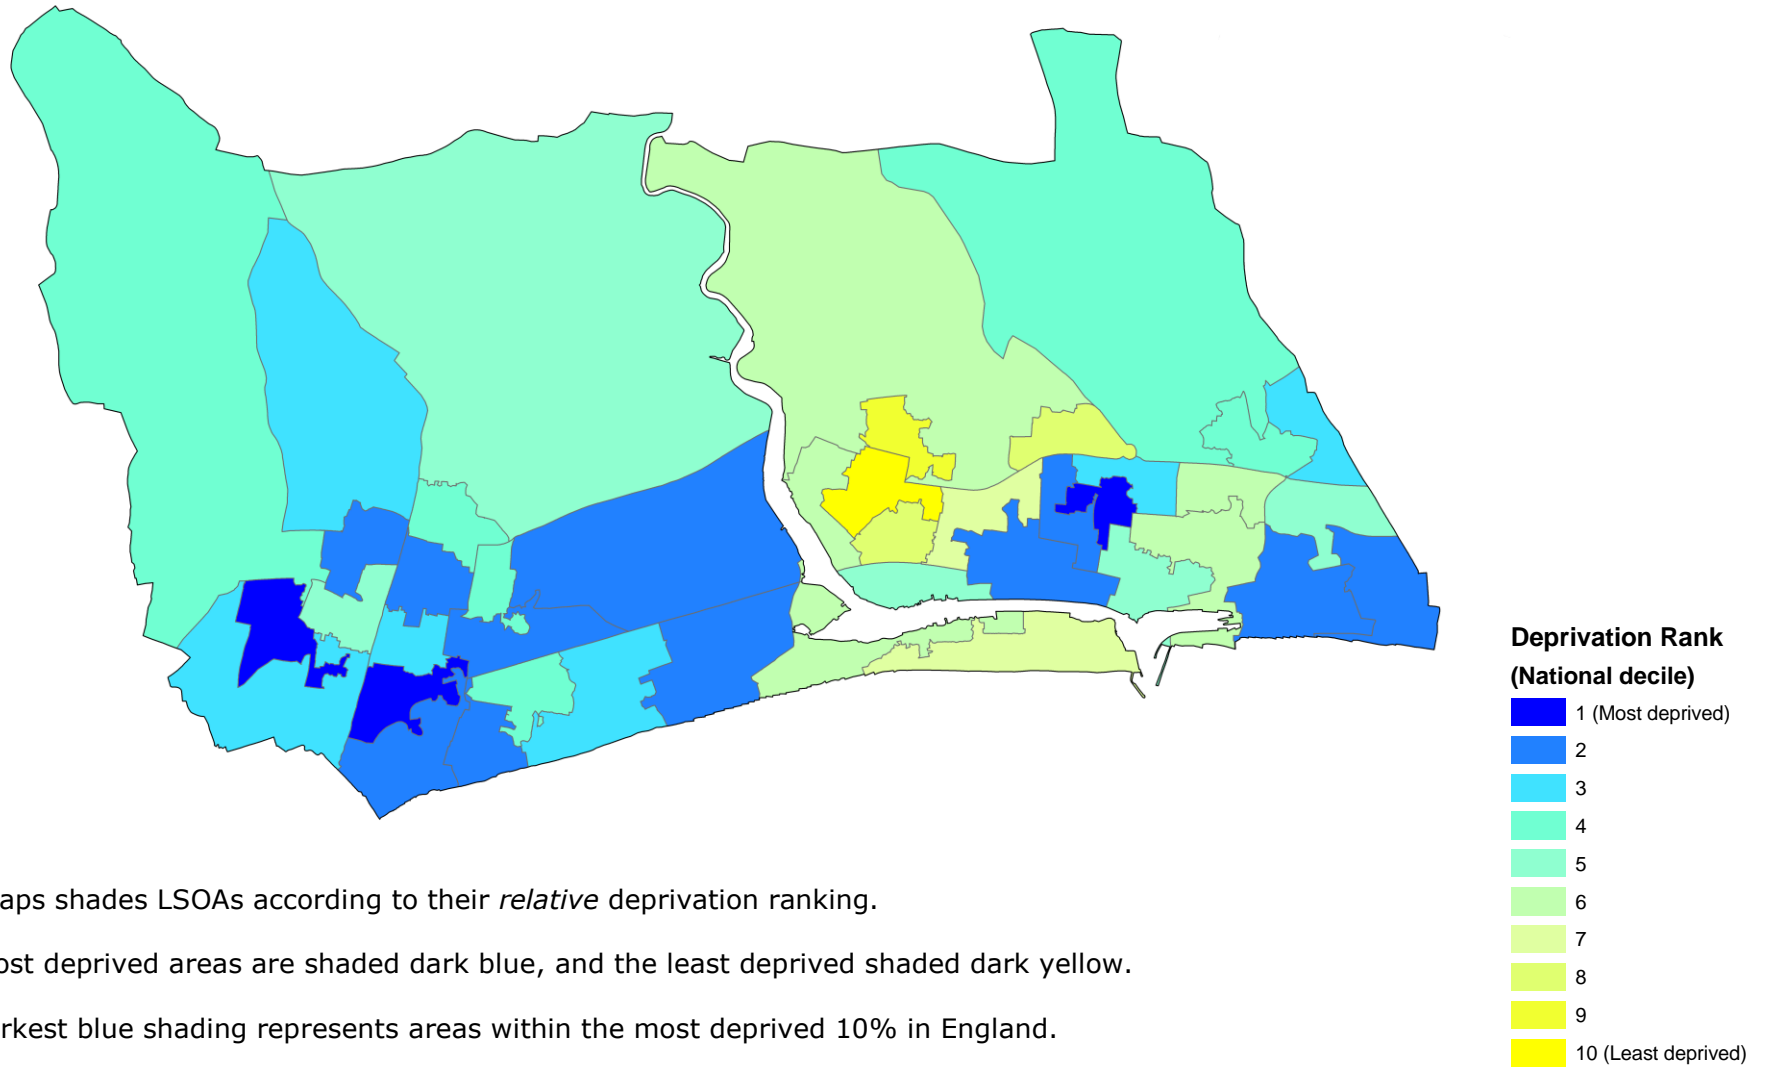 Deprivation Rank
(National decile)
1 (Most deprived)
2
3
4
5
6
7
8
9
10 (Least deprived)
aps shades LSOAs according to their relative deprivation ranking.
ost deprived areas are shaded dark blue, and the least deprived shaded dark yellow.
rkest blue shading represents areas within the most deprived 10% in England.